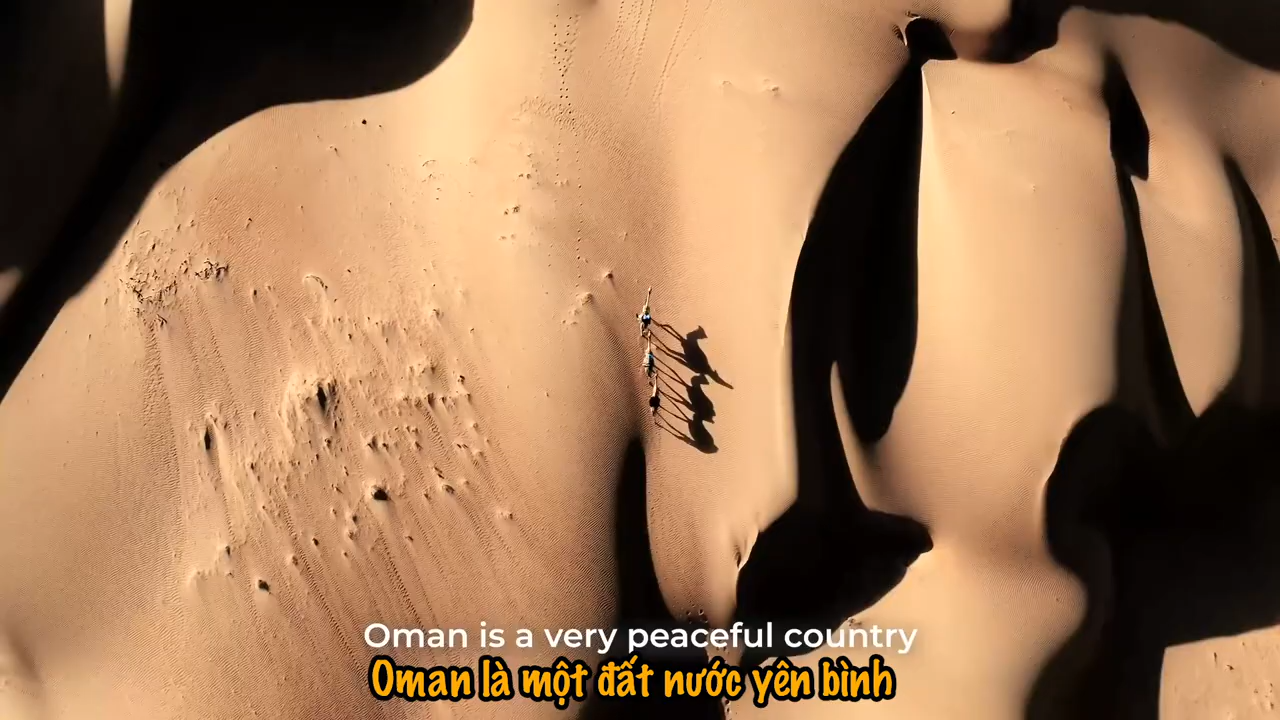 Oman is a very peaceful country
Oman là một đất nước yên bình